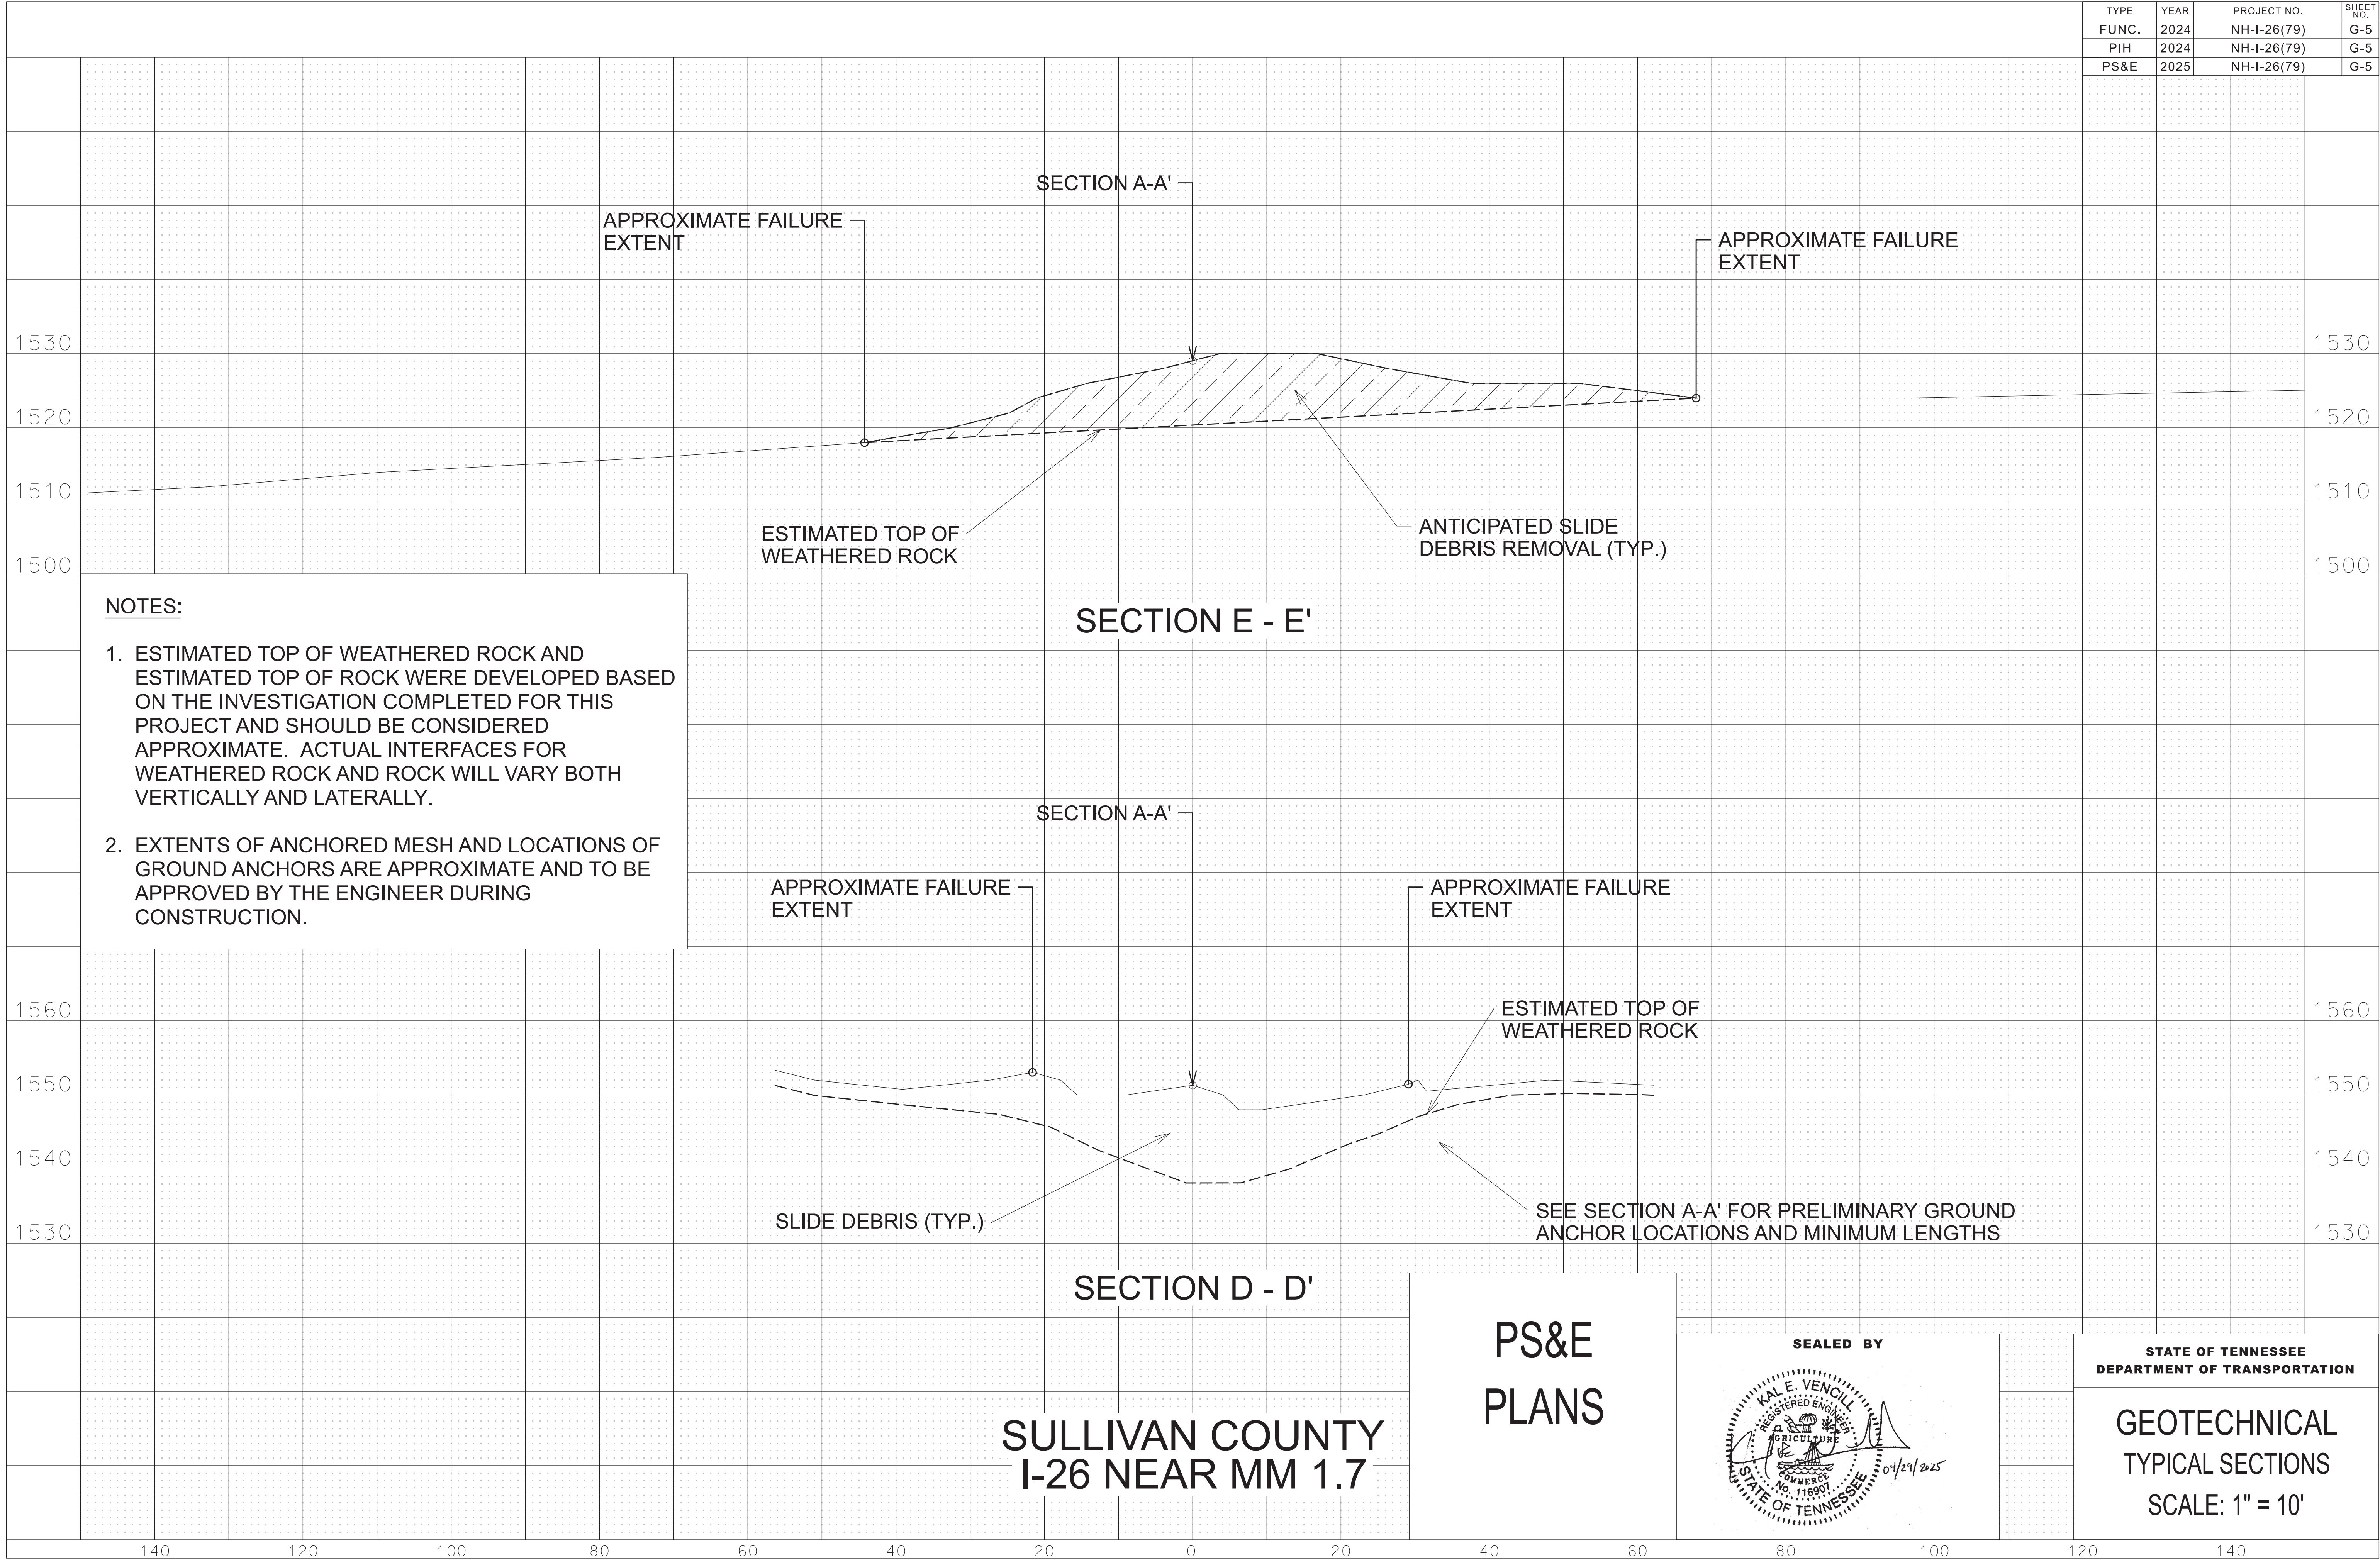 TYPE YEAR PROJECT NO. SHEET NO.
FUNC. 2024 NH-I-26(79) G-5
PIH 2024 NH-I-26(79) G-5
PS&E 2025 NH-I-26(79) G-5
SECTION A-A'
APPROXIMATE FAILURE
EXTENT
APPROXIMATE FAILURE
EXTENT
1530 1530
1520 1520
1510 1510
1500 1500
ESTIMATED TOP OF
WEATHERED ROCK
ANTICIPATED SLIDE
DEBRIS REMOVAL (TYP.)
SECTION E - E'
NOTES:
1. ESTIMATED TOP OF WEATHERED ROCK AND
ESTIMATED TOP OF ROCK WERE DEVELOPED BASED
ON THE INVESTIGATION COMPLETED FOR THIS
PROJECT AND SHOULD BE CONSIDERED
APPROXIMATE. ACTUAL INTERFACES FOR
WEATHERED ROCK AND ROCK WILL VARY BOTH
VERTICALLY AND LATERALLY.
2. EXTENTS OF ANCHORED MESH AND LOCATIONS OF
GROUND ANCHORS ARE APPROXIMATE AND TO BE
APPROVED BY THE ENGINEER DURING
CONSTRUCTION.
SECTION A-A'
APPROXIMATE FAILURE
EXTENT
APPROXIMATE FAILURE
EXTENT
ESTIMATED TOP OF
WEATHERED ROCK
1560 1560
1550 1550
1540 1540
1530 1530
SLIDE DEBRIS (TYP.)
SEE SECTION A-A' FOR PRELIMINARY GROUND
ANCHOR LOCATIONS AND MINIMUM LENGTHS
SECTION D - D'
SULLIVAN COUNTY
I-26 NEAR MM 1.7
PS&E
PLANS
SEALED BY
KAL E. VENCILL
REGISTERED ENGINEER
AGRICULTURE
COMMERCE
No. 116907
STATE OF TENNESSEE
04/29/2025
STATE OF TENNESSEE
DEPARTMENT OF TRANSPORTATION
GEOTECHNICAL
TYPICAL SECTIONS
SCALE: 1" = 10'
140 120 100 80 60 40 20 0 20 40 60 80 100 120 140